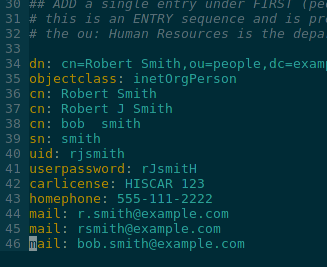 30 ## ADD a single entry under FIRST
31 # this is an ENTRY sequence and is
32 # the ou: Human Resources is the
33
34 dn: cn=Robert Smith,ou=people,dc=
35 objectclass: inetOrgPerson
36 cn: Robert Smith
37 cn: Robert J Smith
38 cn: bob  smith
39 sn: smith
40 uid: rjsmith
41 userpassword: rJsmitH
42 carlicense: HISCAR 123
43 homephone: 555-111-2222
44 mail: r.smith@example.com
45 mail: rsmith@example.com
46 mail: bob.smith@example.com